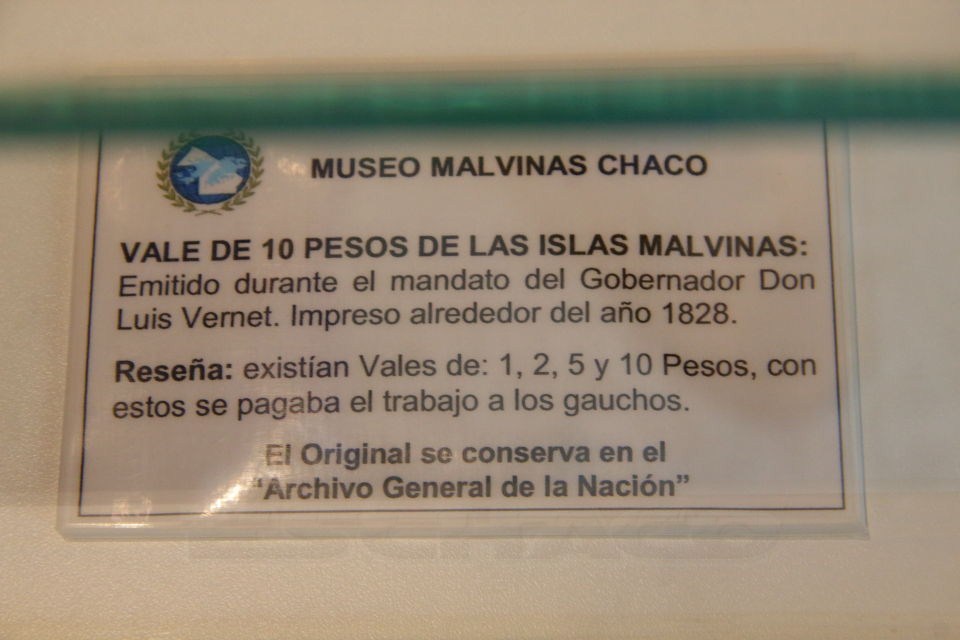 MUSEO MALVINAS CHACO
VALE DE 10 PESOS DE LAS ISLAS MALVINAS:
Emitido durante el mandato del Gobernador Don
Luis Vernet. Impreso alrededor del año 1828.
Reseña: existían Vales de: 1, 2, 5 y 10 Pesos, con
estos se pagaba el trabajo a los gauchos.
El Original se conserva en el
"Archivo General de la Nación"